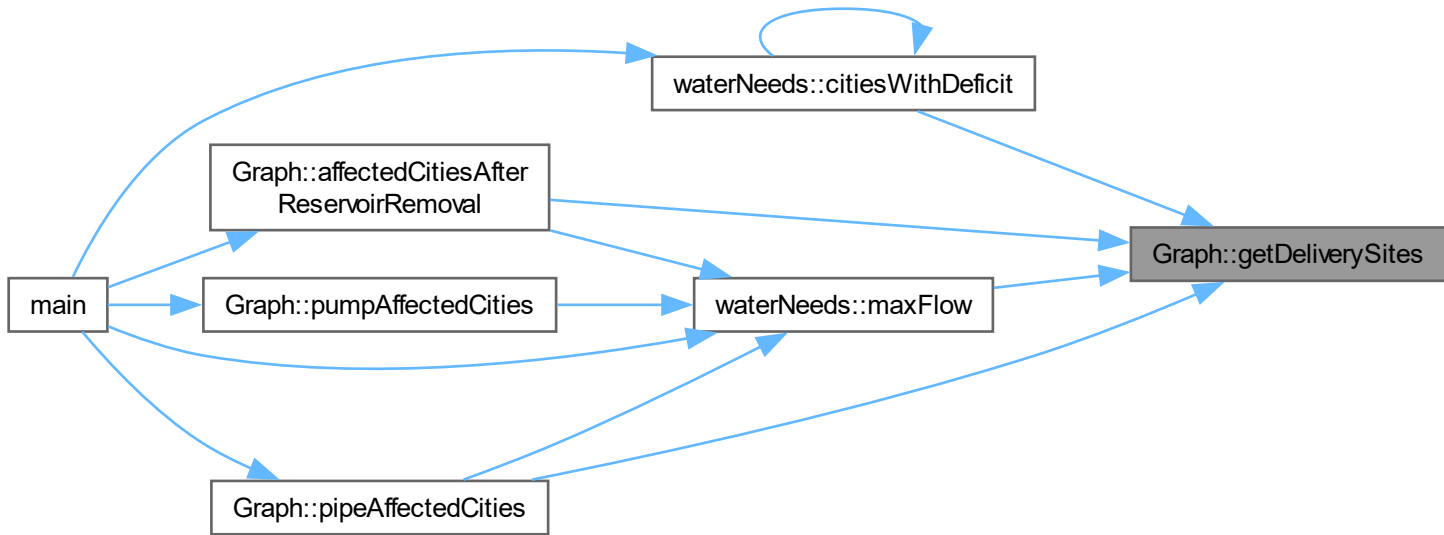 waterNeeds::citiesWithDeficit
Graph::affectedCitiesAfter
ReservoirRemoval
Graph::getDeliverySites
main
Graph::pumpAffectedCities
waterNeeds::maxFlow
Graph::pipeAffectedCities